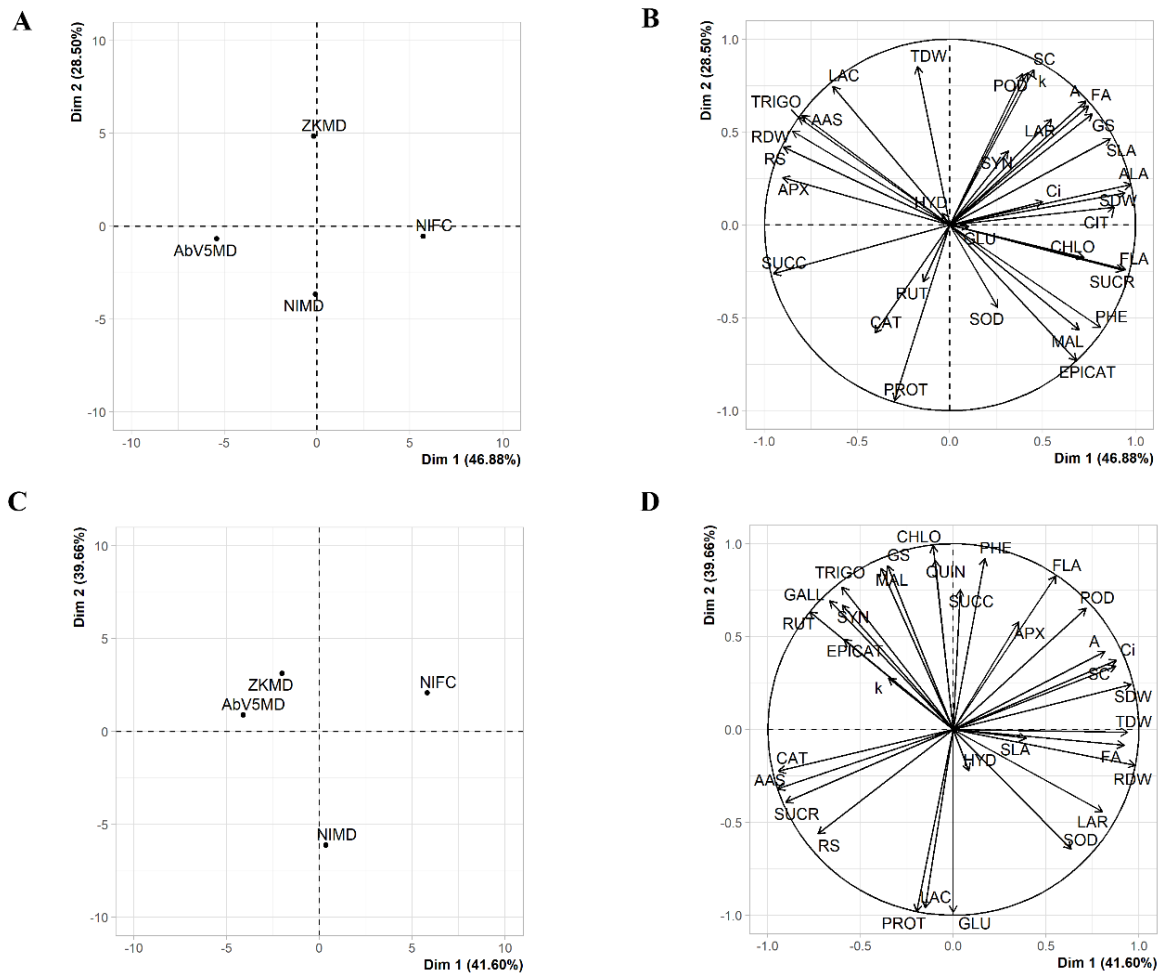 A
Dim 2 (28.50%)
10
5
0
-5
-10
ZKMD
NIFC
AbV5MD
NIMD
-10
-5
0
5
10
Dim 1 (46.88%)
B
Dim 2 (28.50%)
1.0
0.5
0.0
-0.5
-1.0
TDW
SC
LAC
POD
k
A
FA
TRIGO
AAS
LAR
GS
RDW
RS
SYN
SLA
APX
ALA
Ci
SDW
HYD
CIT
GLU
CHLO
SUCC
FLA
SUCR
RUT
CAT
SOD
PHE
MAL
EPICAT
PROT
-1.0
-0.5
0.0
0.5
1.0
Dim 1 (46.88%)
C
Dim 2 (39.66%)
10
5
0
-5
-10
ZKMD
NIFC
AbV5MD
NIMD
-10
-5
0
5
10
Dim 1 (41.60%)
D
Dim 2 (39.66%)
1.0
0.5
0.0
-0.5
-1.0
CHLO
GS
PHE
TRIGO
MAL
QUIN
FLA
GALL
SUCC
POD
RUT
SYN
APX
EPICAT
A
Ci
k
SC
SDW
TDW
SLA
CAT
HYD
FA
AAS
RDW
SUCR
LAR
RS
SOD
LAC
PROT
GLU
-1.0
-0.5
0.0
0.5
1.0
Dim 1 (41.60%)